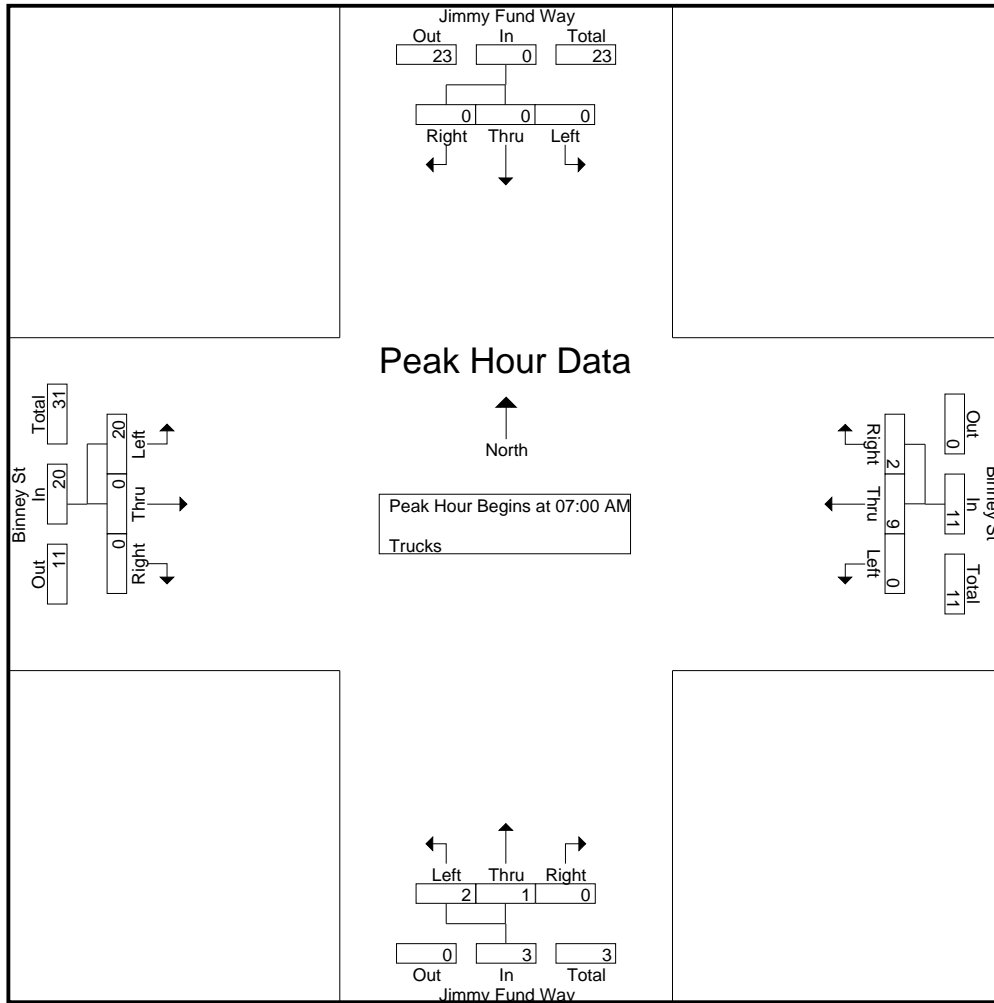 Jimmy Fund Way
Out In Total
23 0 23
0 0 0
Right Thru Left
Peak Hour Data
North
Peak Hour Begins at 07:00 AM
Trucks
Binney St
Total In Out
31 20 11
20 0 0
Left Thru Right
Right Thru Left
2 9 0
Out In Total
0 11 11
Binney St
Left Thru Right
2 1 0
0 3 3
Out In Total
Jimmy Fund Way